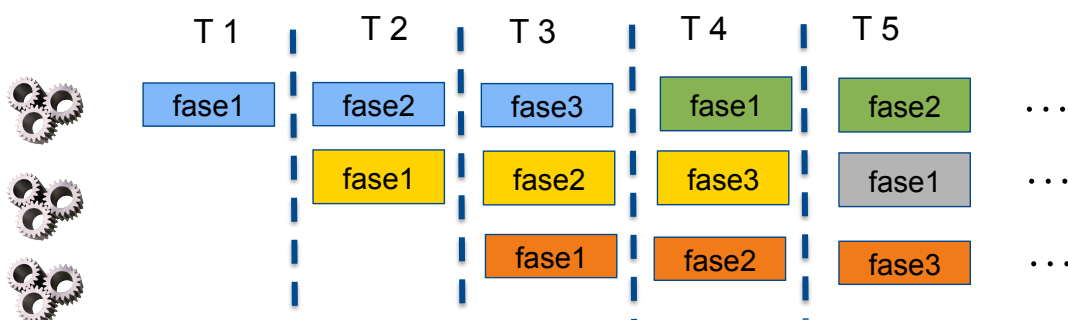 T 1 T 2 T 3 T 4 T 5
fase1 fase2 fase3 fase1 fase2 ...
fase1 fase2 fase3 fase1 ...
fase1 fase2 fase3 ...